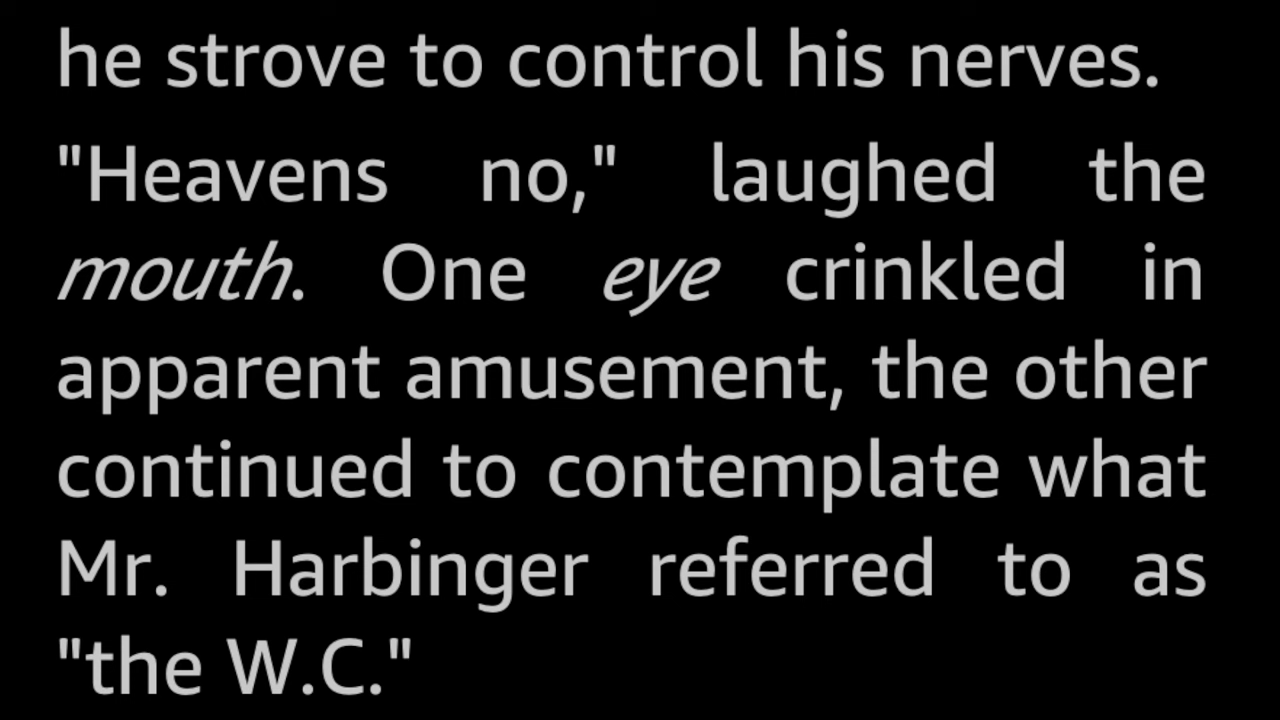 he strove to control his nerves.
"Heavens no," laughed the
mouth. One eye crinkled in
apparent amusement, the other
continued to contemplate what
Mr. Harbinger referred to as
"the W.C."